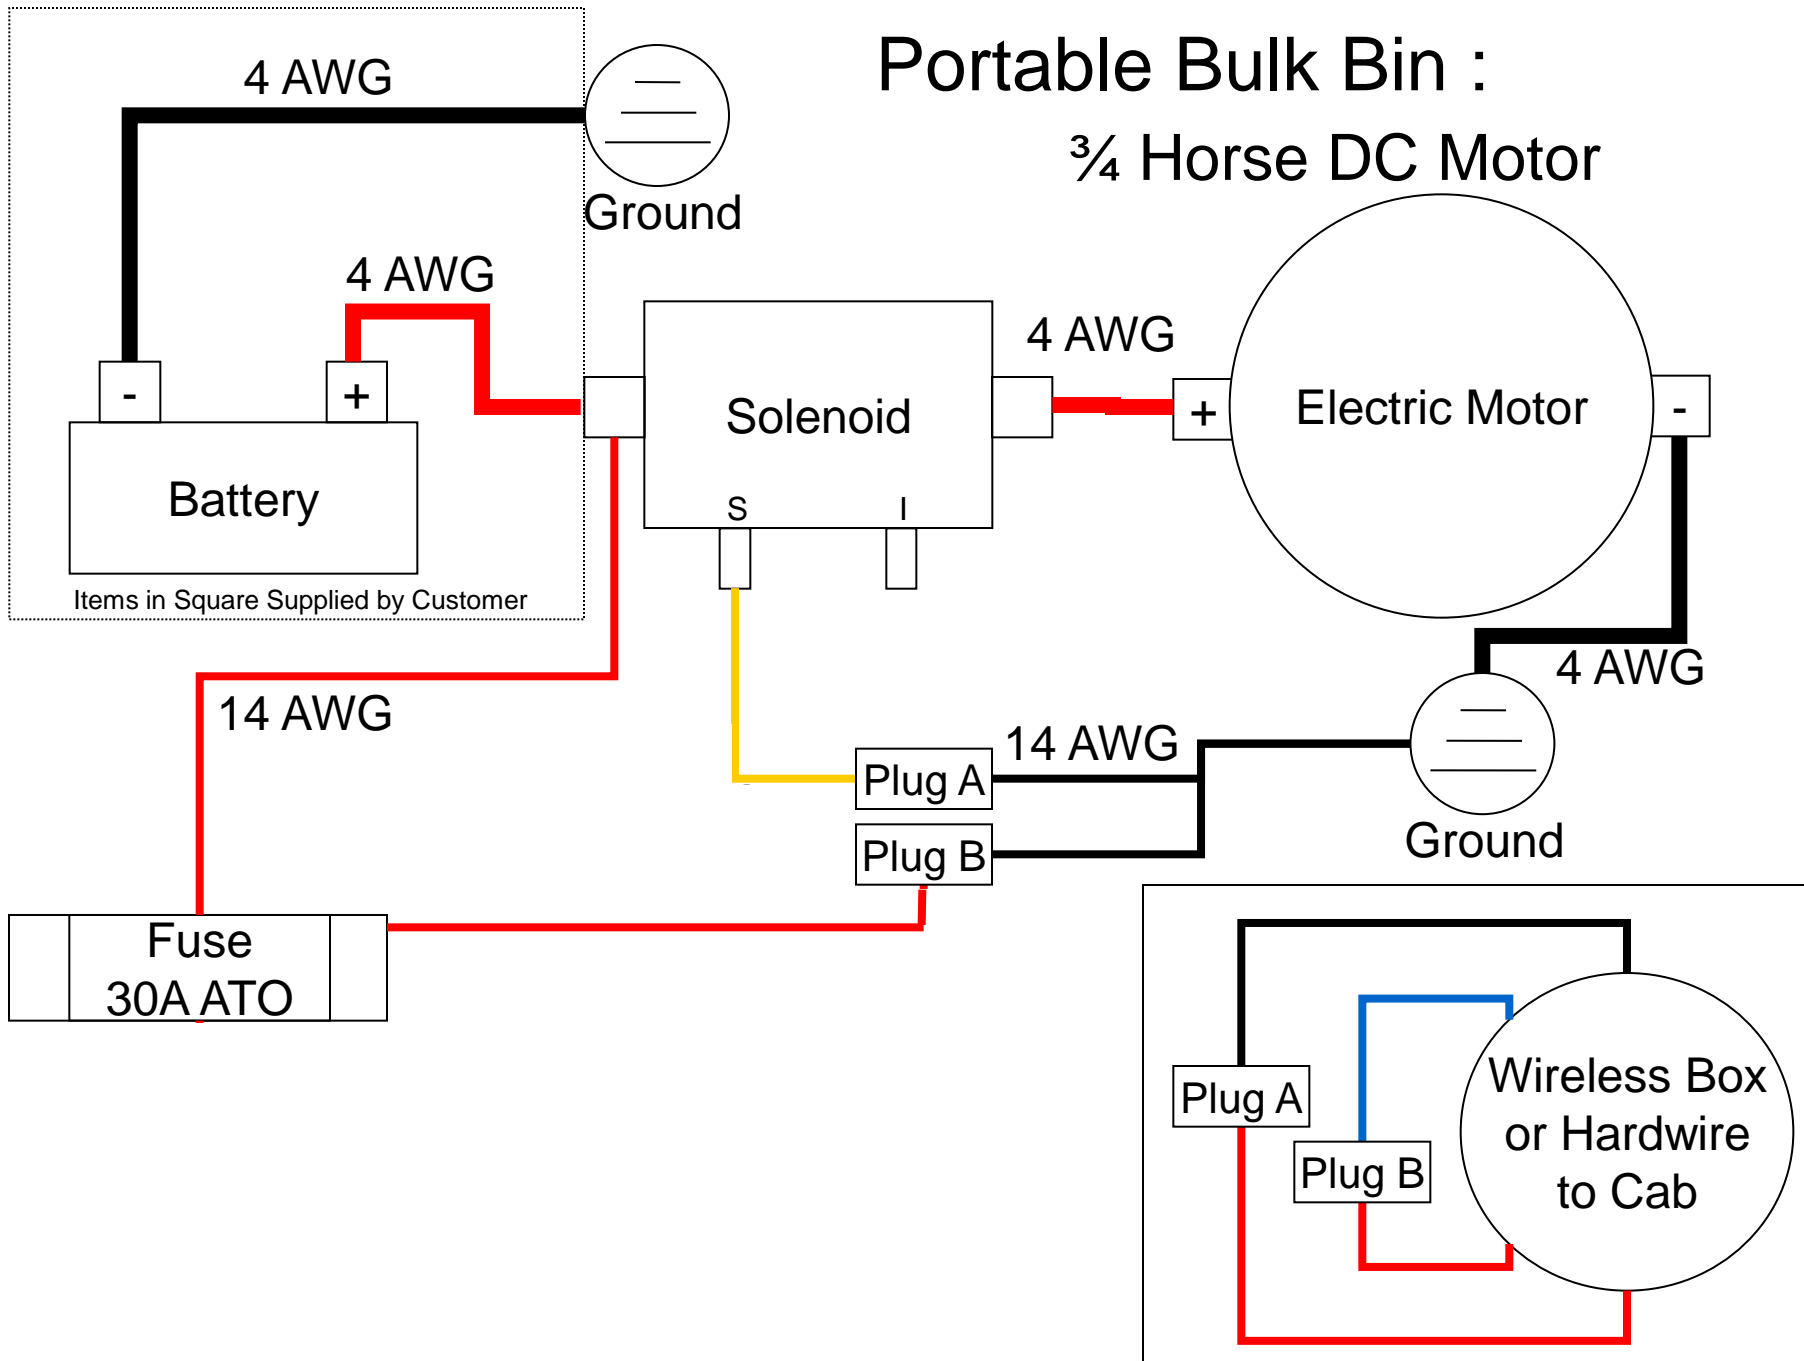 Portable Bulk Bin :
¾ Horse DC Motor
4 AWG
Ground
4 AWG
-
+
Battery
Items in Square Supplied by Customer
Solenoid
S
I
4 AWG
+
Electric Motor
-
4 AWG
14 AWG
Plug A
14 AWG
Plug B
Ground
Fuse
30A ATO
Plug A
Plug B
Wireless Box
or Hardwire
to Cab